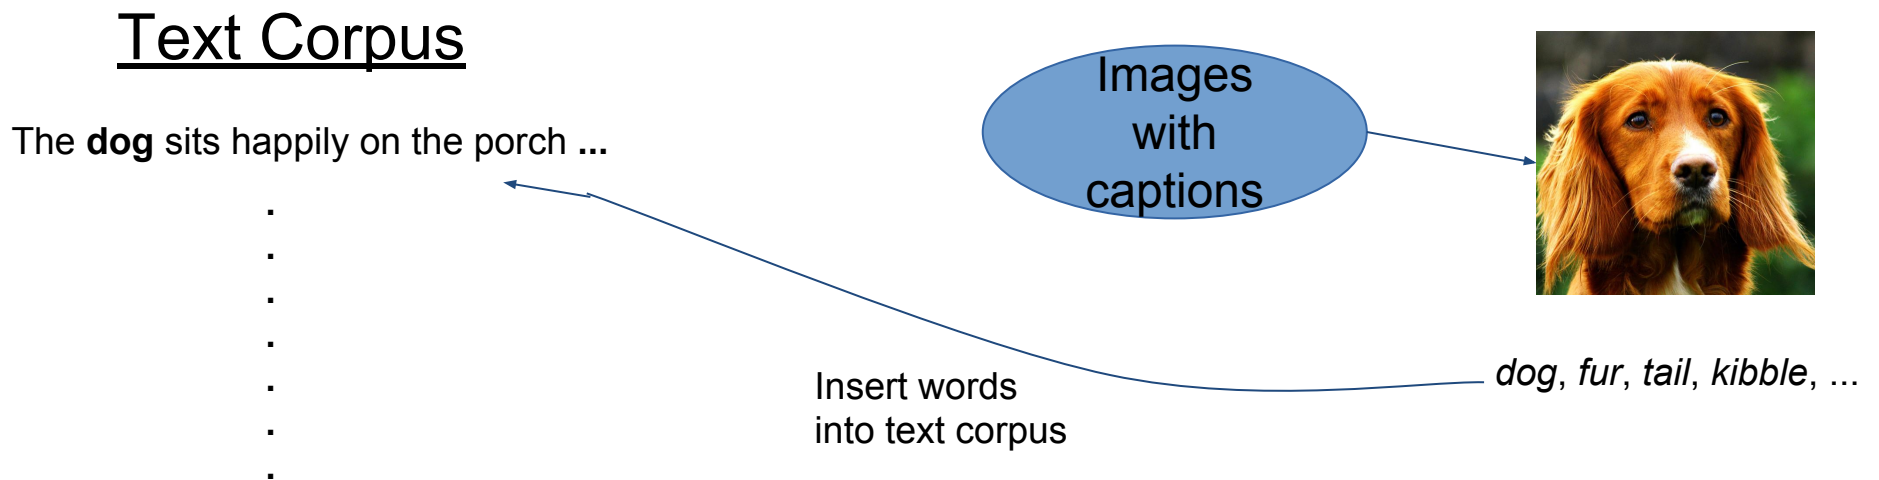 Text Corpus
The dog sits happily on the porch ...
.
.
.
.
.
.
.
Images
with
captions
dog, fur, tail, kibble, ...
Insert words
into text corpus